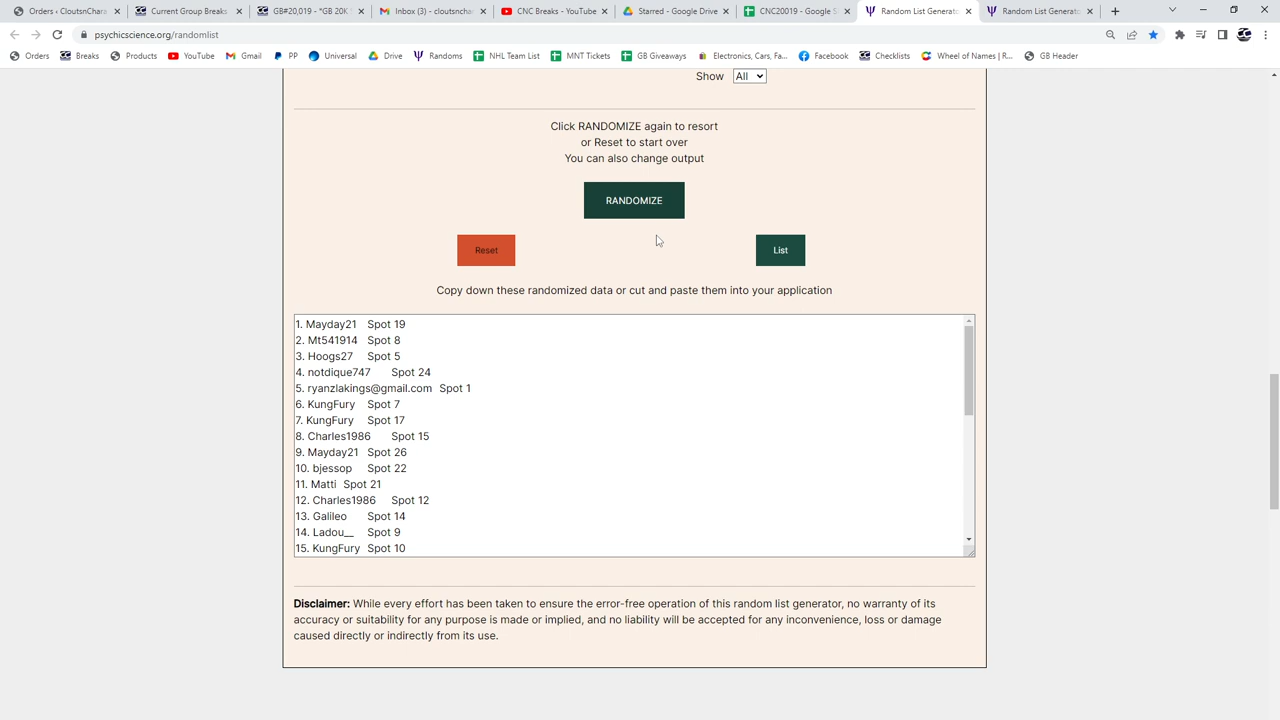 Orders ‹ CloutsnChara
Current Group Breaks
GB#20,019 - *GB 20K
Inbox (3) - cloutsnchar
CNC Breaks - YouTube
Starred - Google Drive
CNC20019 - Google S
Random List Generato
Random List Generato
psychicscience.org/randomlist
Orders
Breaks
Products
YouTube
Gmail
PP
Universal
Drive
Randoms
NHL Team List
MNT Tickets
GB Giveaways
Electronics, Cars, Fa...
Facebook
Checklists
Wheel of Names | R...
GB Header
Show All
Click RANDOMIZE again to resort
or Reset to start over
You can also change output
RANDOMIZE
Reset
List
Copy down these randomized data or cut and paste them into your application
1. Mayday21 Spot 19
2. Mt541914 Spot 8
3. Hoogs27 Spot 5
4. notdique747 Spot 24
5. ryanzlakings@gmail.com Spot 1
6. KungFury Spot 7
7. KungFury Spot 17
8. Charles1986 Spot 15
9. Mayday21 Spot 26
10. bjessop Spot 22
11. Matti Spot 21
12. Charles1986 Spot 12
13. Galileo Spot 14
14. Ladou__ Spot 9
15. KungFury Spot 10
Disclaimer: While every effort has been taken to ensure the error-free operation of this random list generator, no warranty of its
accuracy or suitability for any purpose is made or implied, and no liability will be accepted for any inconvenience, loss or damage
caused directly or indirectly from its use.